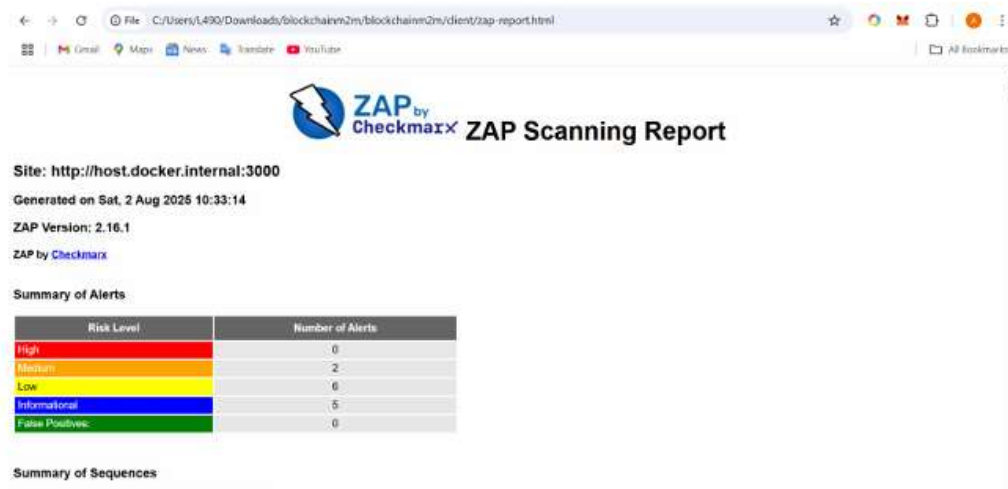 File C:/Users/L490/Downloads/blockchainm2m/blockchainm2m/client/zap-report.html
Gmail Maps News Translate YouTube All Bookmarks
ZAP by
Checkmarx ZAP Scanning Report
Site: http://host.docker.internal:3000
Generated on Sat, 2 Aug 2025 10:33:14
ZAP Version: 2.16.1
ZAP by Checkmarx
Summary of Alerts
Risk Level Number of Alerts
High 0
Medium 2
Low 6
Informational 5
False Positives: 0
Summary of Sequences